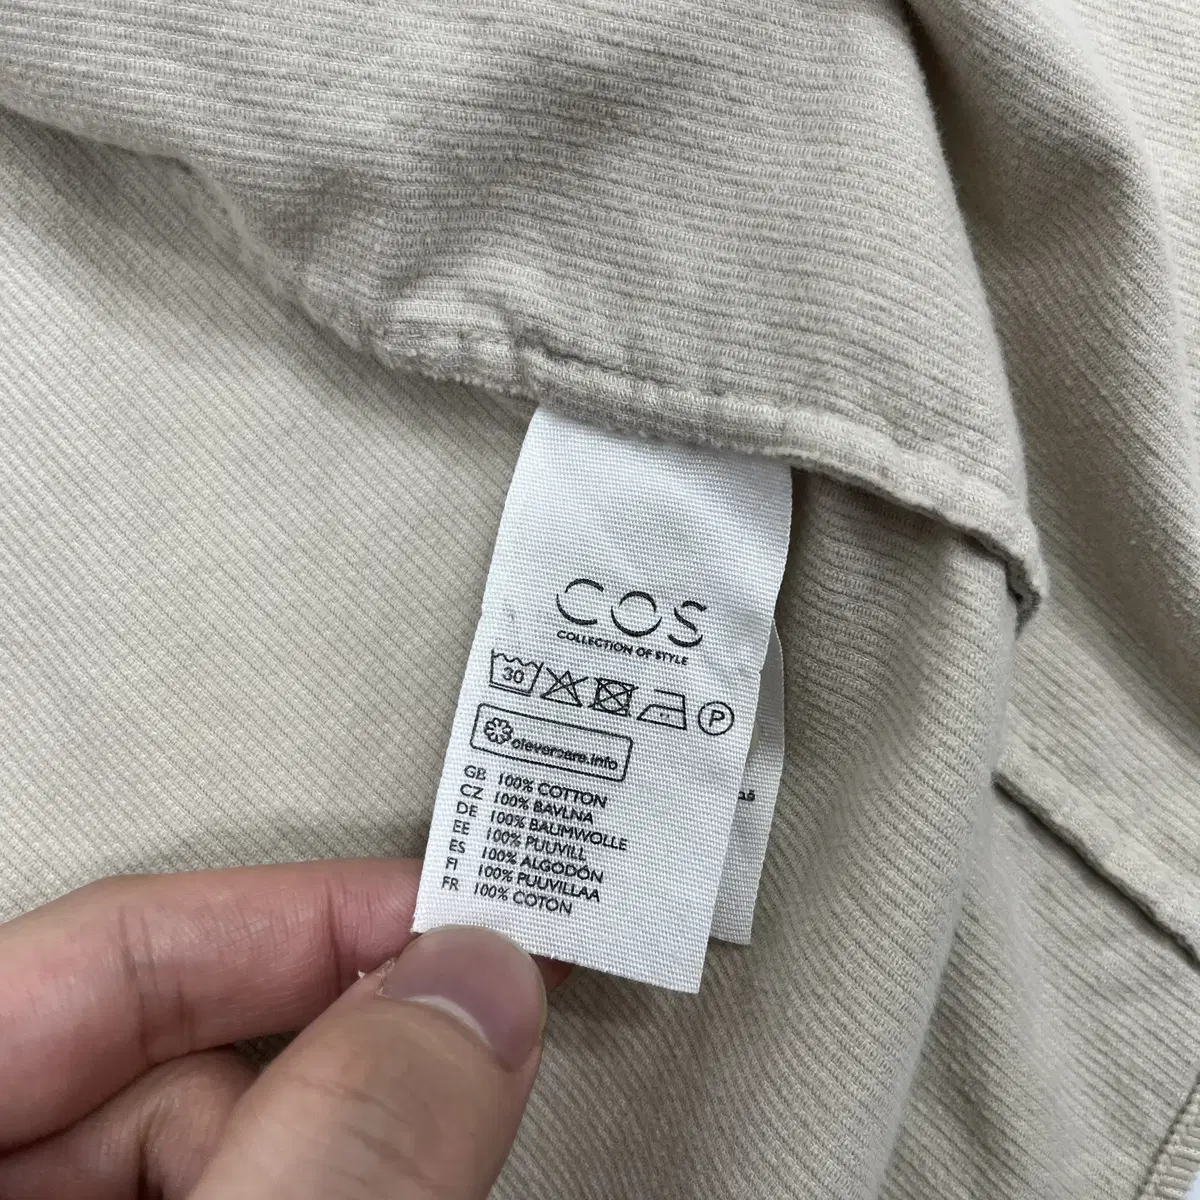 COS
COLLECTION OF STYLE
30 P
clevercare.info
GB 100% COTTON
CZ 100% BAVLNA
DE 100% BAUMWOLLE
EE 100% PUUVILL
ES 100% ALGODÓN
FI 100% PUUVILLAA
FR 100% COTON